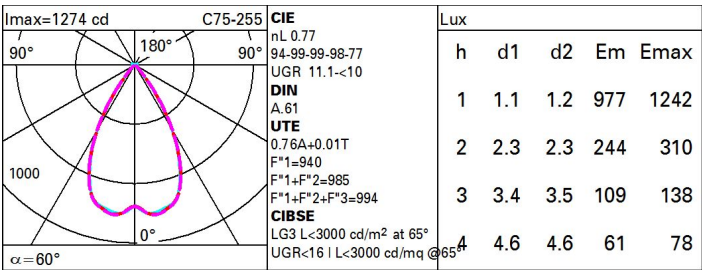 Imax=1274 cd C75-255
90° 180° 90°
1000
0°
α=60°
CIE
nL 0.77
94-99-99-98-77
UGR 11.1-<10
DIN
A.61
UTE
0.76A+0.01T
F"1=940
F"1+F"2=985
F"1+F"2+F"3=994
CIBSE
LG3 L<3000 cd/m² at 65°
UGR<16 | L<3000 cd/mq @65°
Lux
h d1 d2 Em Emax
1 1.1 1.2 977 1242
2 2.3 2.3 244 310
3 3.4 3.5 109 138
4 4.6 4.6 61 78